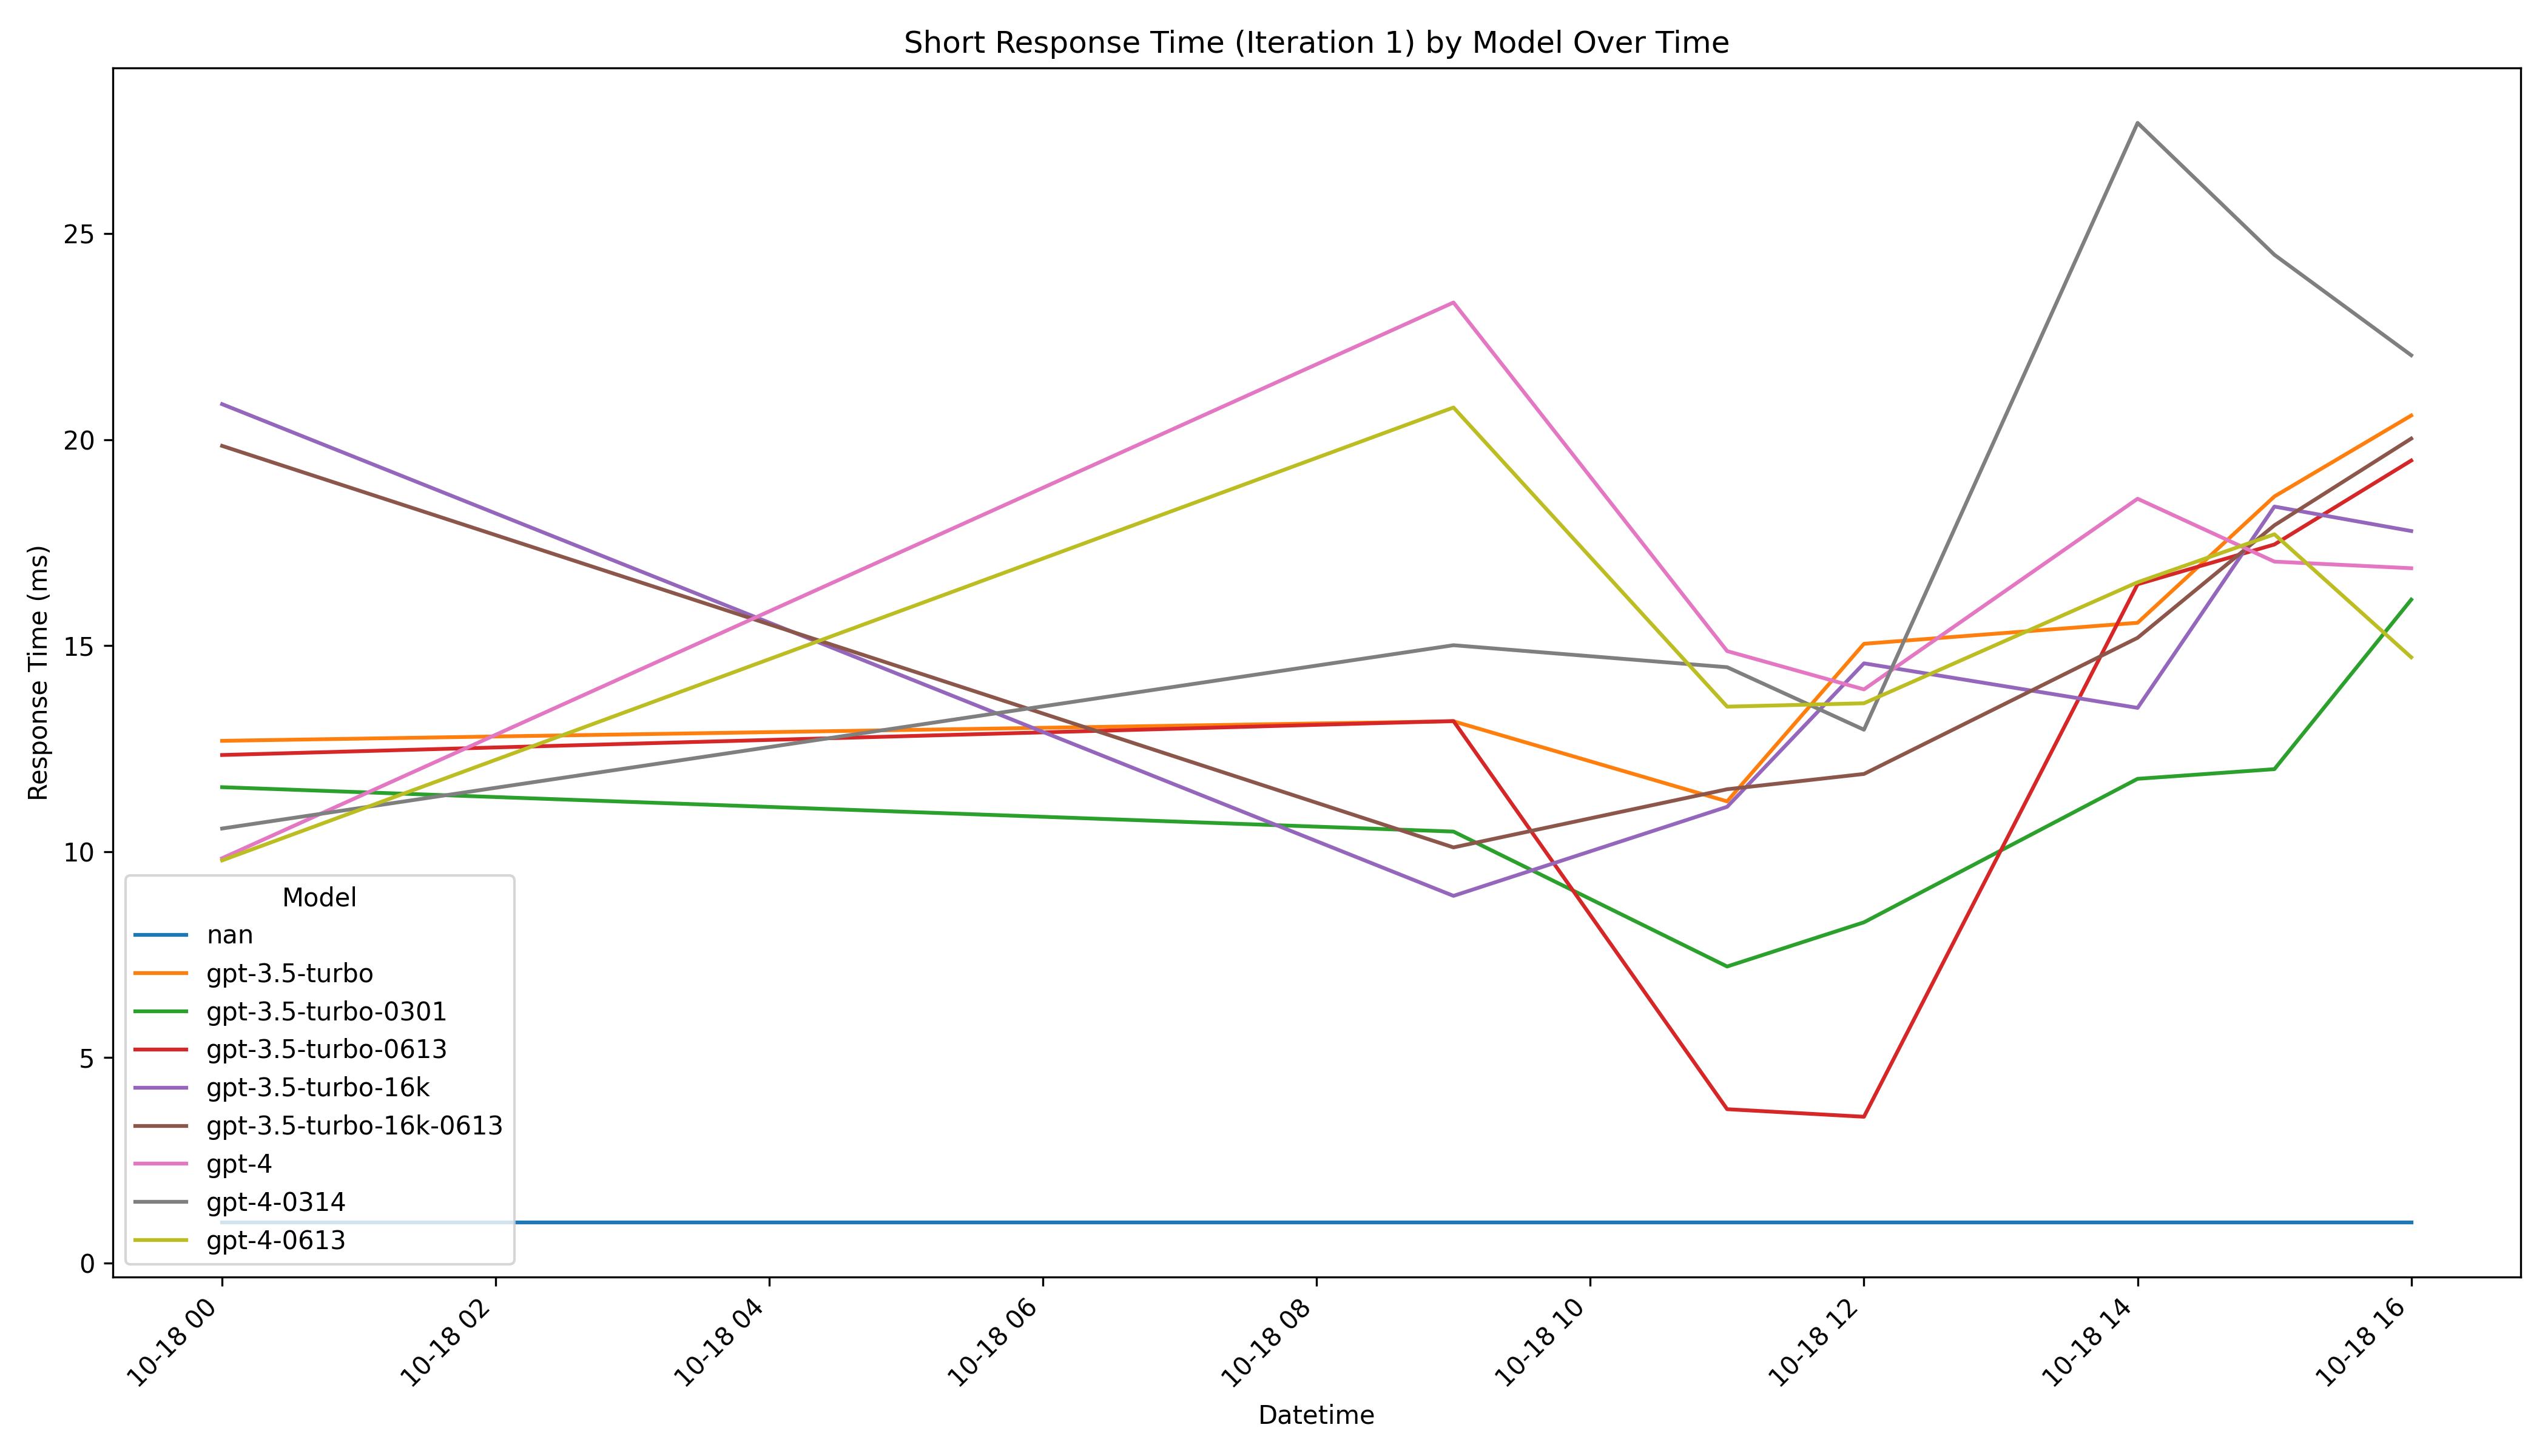 Short Response Time (Iteration 1) by Model Over Time
Response Time (ms)
25
20
15
10
5
0
Model
nan
gpt-3.5-turbo
gpt-3.5-turbo-0301
gpt-3.5-turbo-0613
gpt-3.5-turbo-16k
gpt-3.5-turbo-16k-0613
gpt-4
gpt-4-0314
gpt-4-0613
10-18 00
10-18 02
10-18 04
10-18 06
10-18 08
10-18 10
10-18 12
10-18 14
10-18 16
Datetime